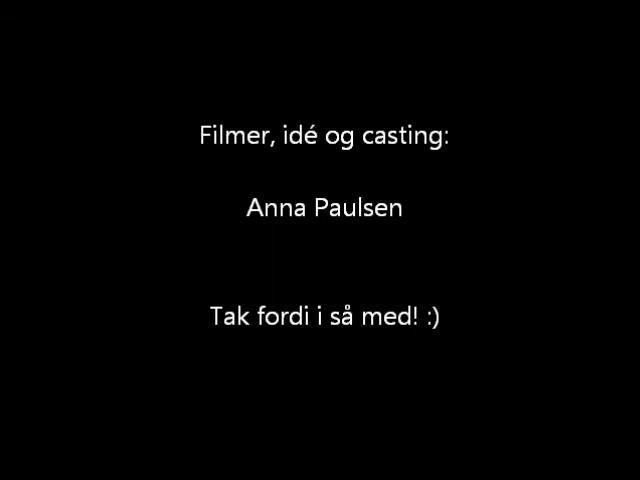 Filmer, idé og casting:
Anna Paulsen
Tak fordi i så med! :)